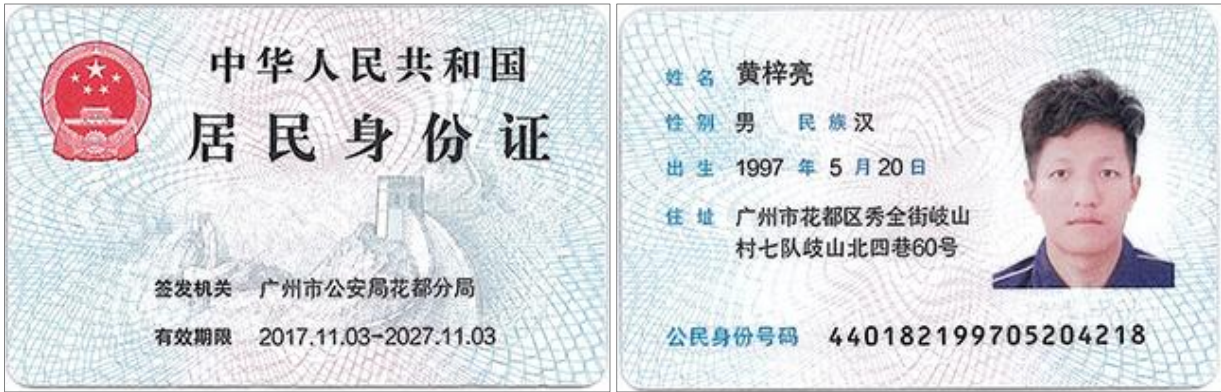 中华人民共和国
居民身份证
签发机关 广州市公安局花都分局
有效期限 2017.11.03-2027.11.03
姓名 黄梓亮
性别 男 民族 汉
出生 1997 年 5 月 20 日
住址 广州市花都区秀全街岐山
村七队岐山北四巷60号
公民身份号码 440182199705204218